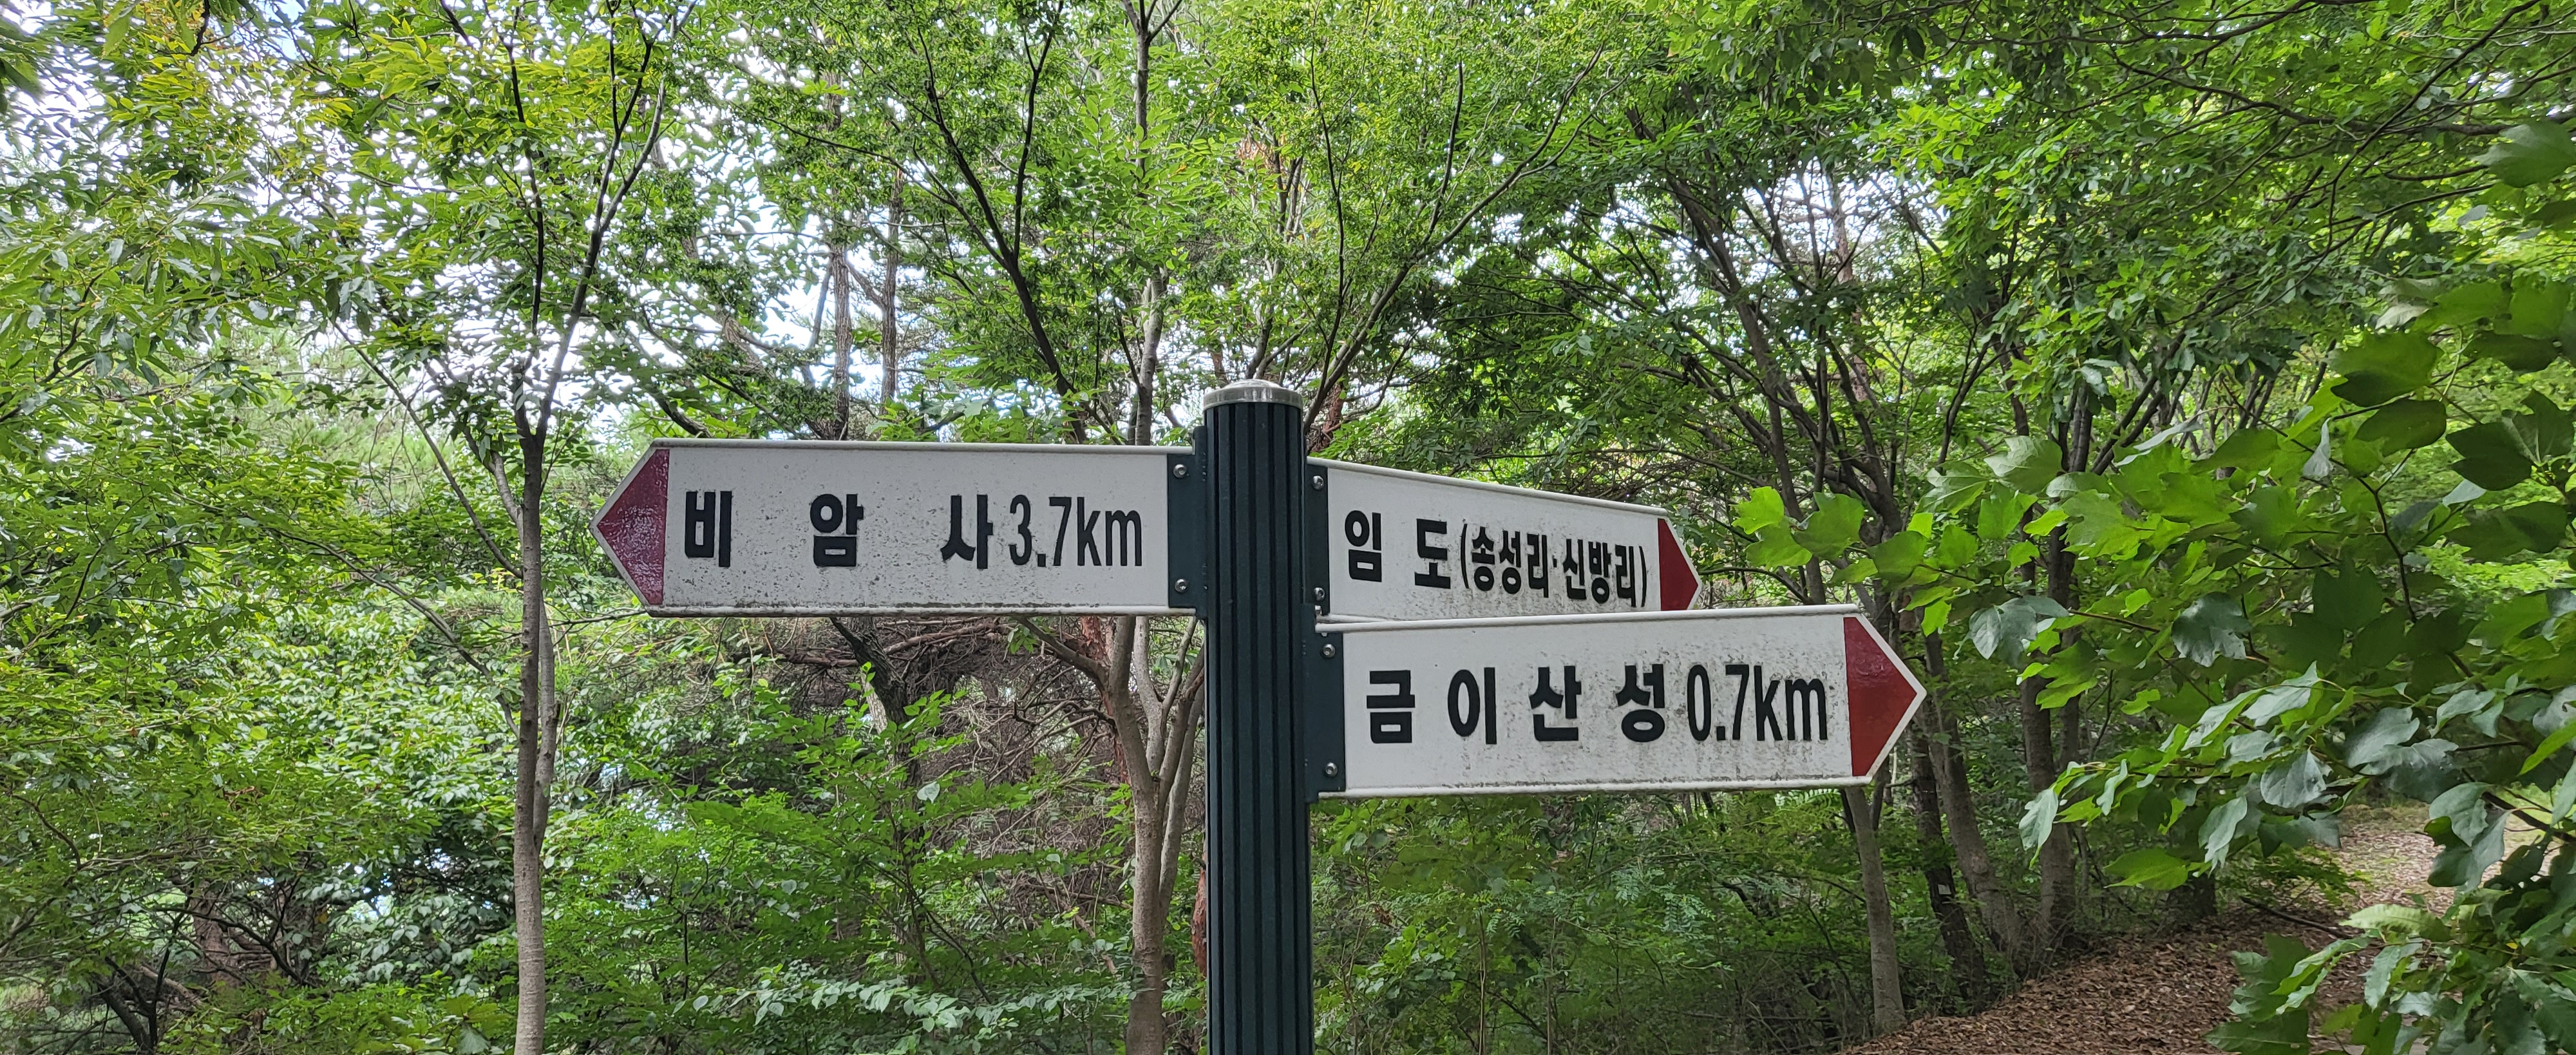 비 암 사 3.7km
임 도 (송성리·신방리)
금 이 산 성 0.7km